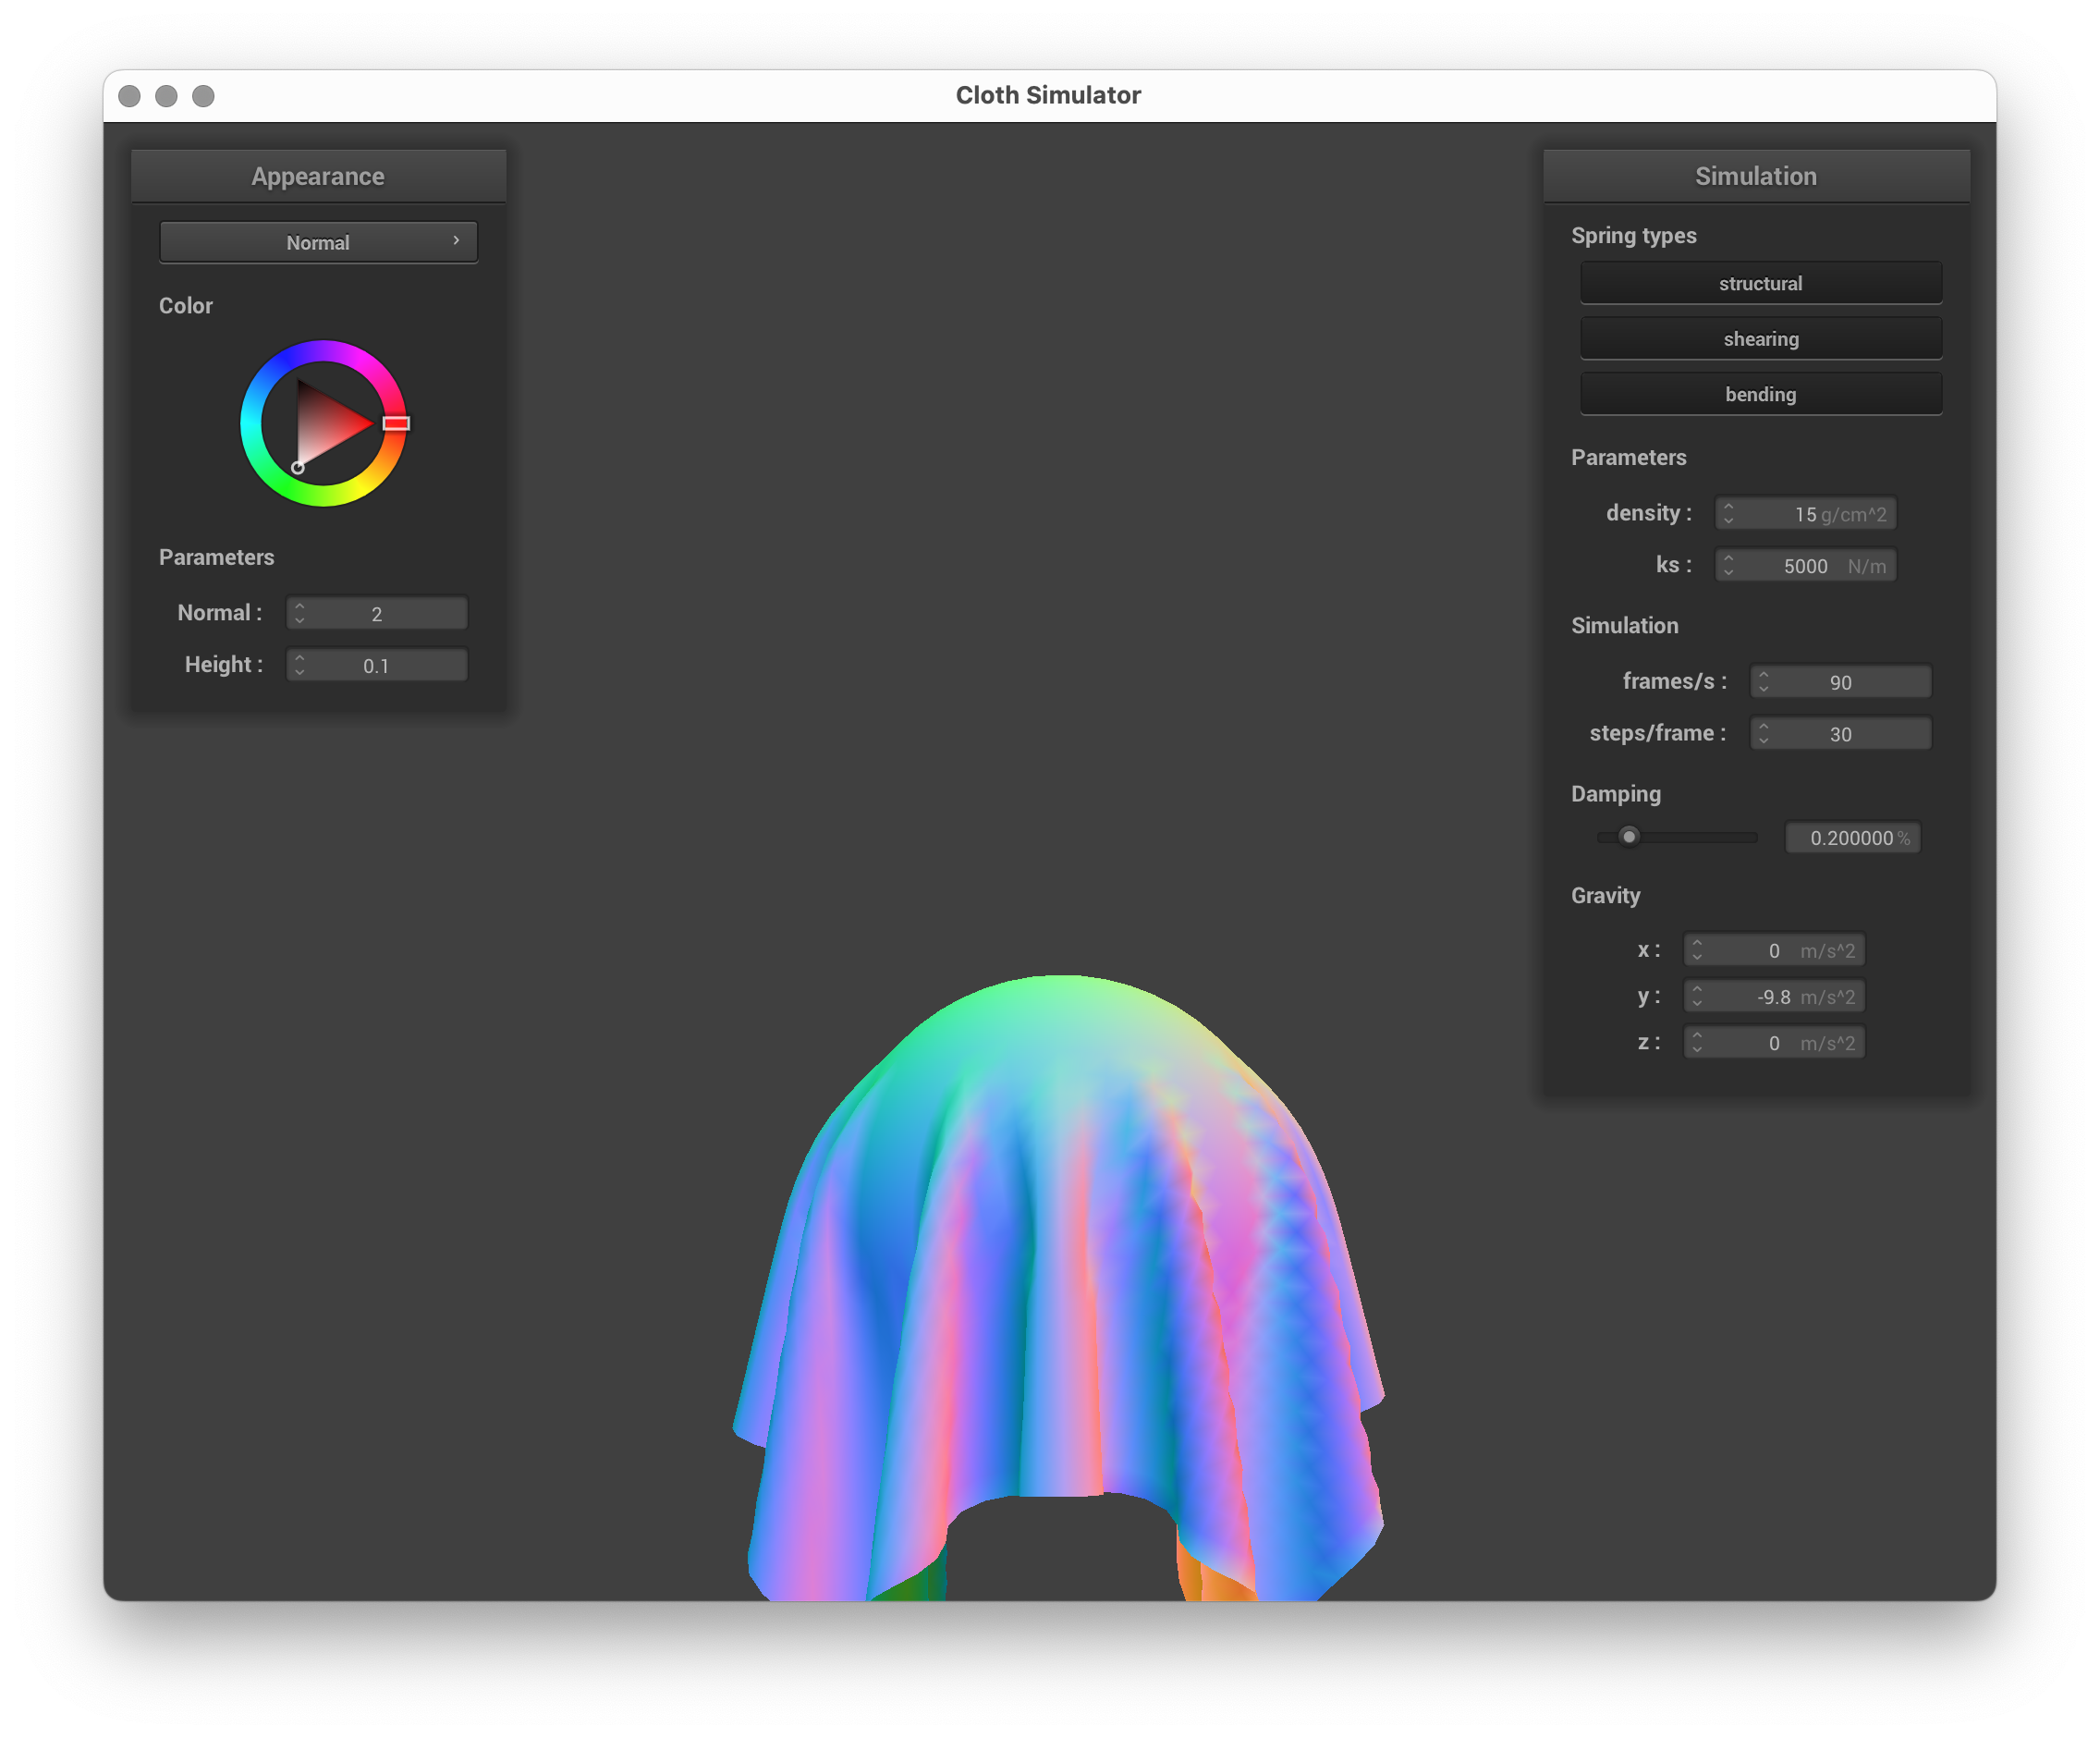 Cloth Simulator
Appearance
Normal
Color
Parameters
Normal : 2
Height : 0.1
Simulation
Spring types
structural
shearing
bending
Parameters
density : 15 g/cm^2
ks : 5000 N/m
Simulation
frames/s : 90
steps/frame : 30
Damping
0.200000 %
Gravity
x : 0 m/s^2
y : -9.8 m/s^2
z : 0 m/s^2